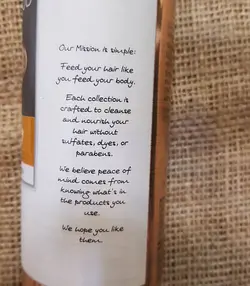 Our Mission is simple:
Feed your hair like
you feed your body.
Each collection is
crafted to cleanse
and nourish your
hair without
sulfates, dyes, or
parabens.
We believe peace of
mind comes from
knowing what's in
the products you
use.
We hope you like
them.